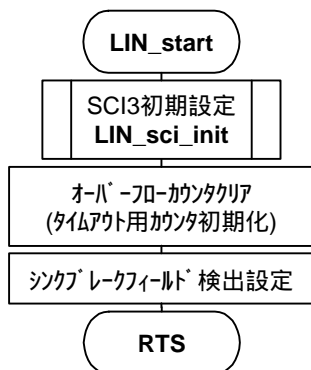 LIN_start
SCI3初期設定
LIN_sci_init
ｵｰﾊﾞｰﾌﾛｰｶｳﾝﾀｸﾘｱ
(ﾀｲﾑｱｳﾄ用ｶｳﾝﾀ初期化)
ｼﾝｸﾌﾞﾚｰｸﾌｨｰﾙﾄﾞ検出設定
RTS